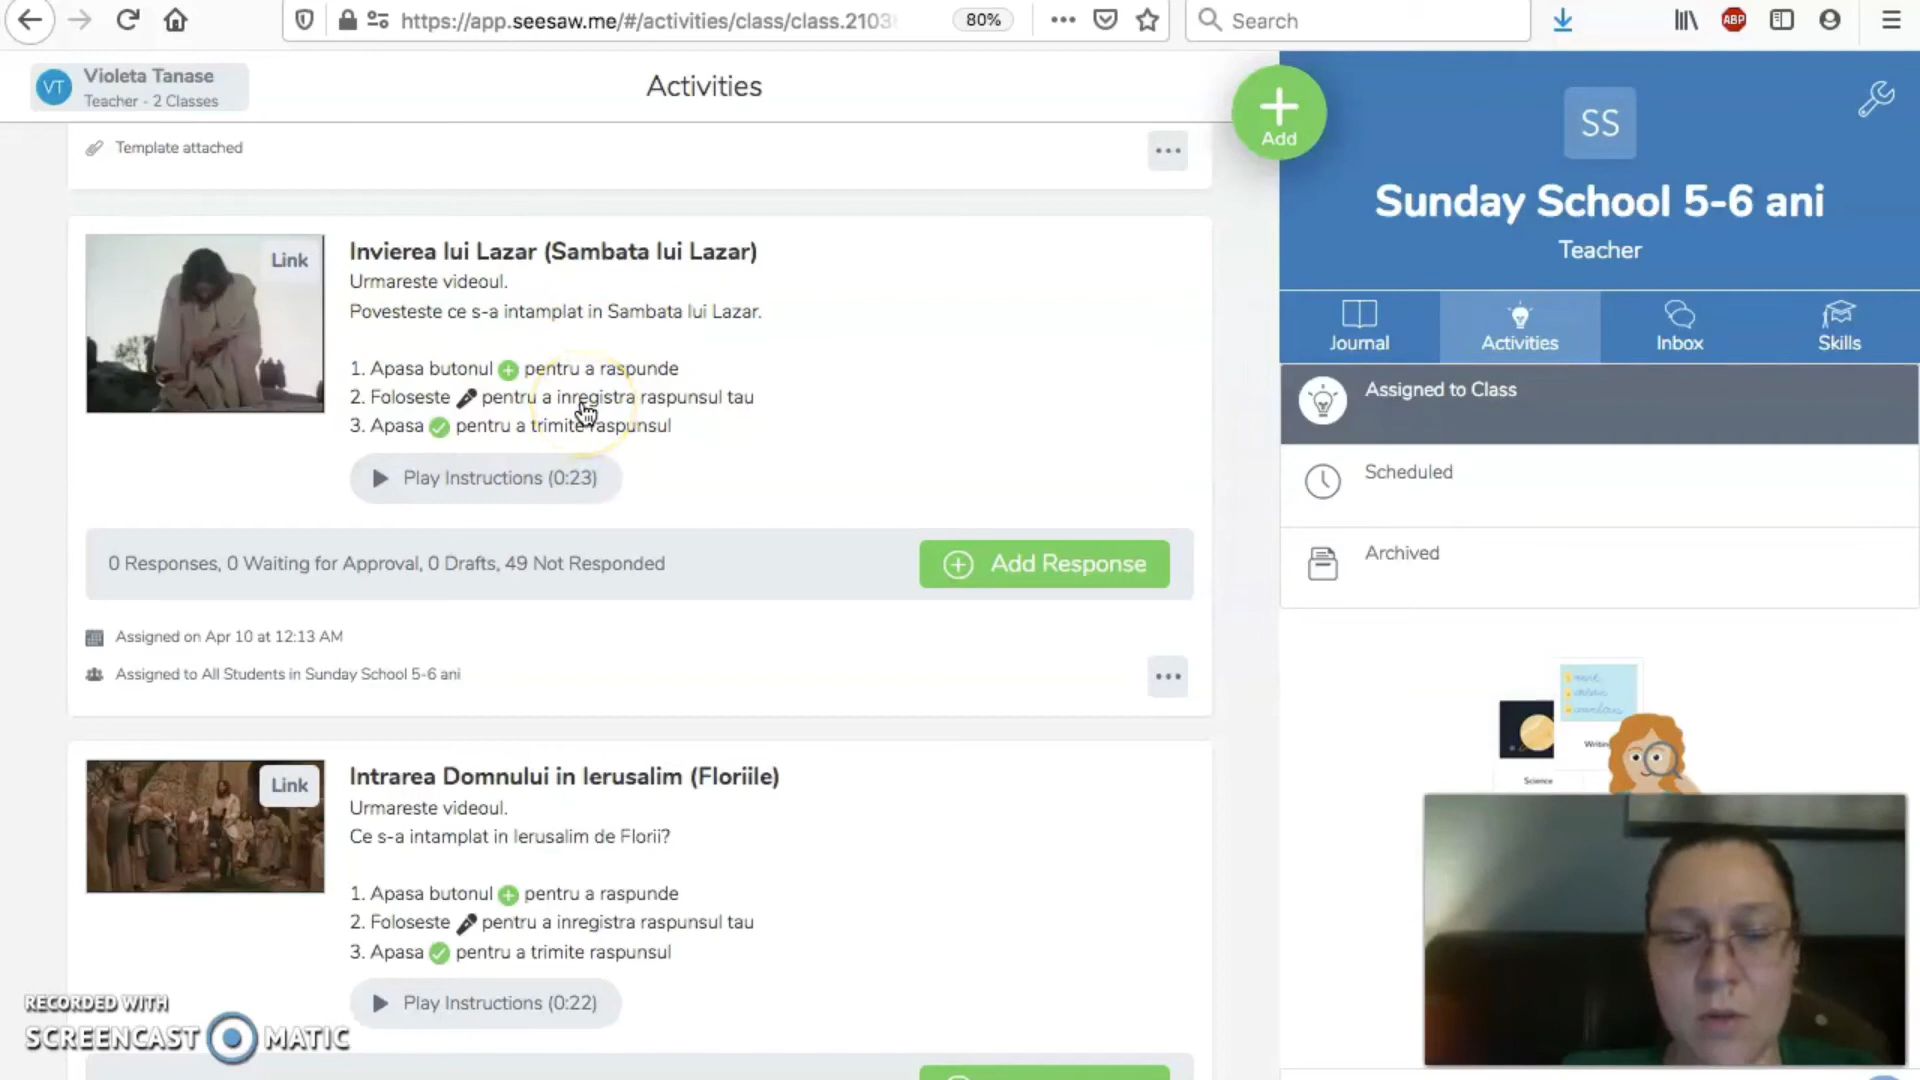 https://app.seesaw.me/#/activities/class/class.2103
80%
Search
ABP
VT
Violeta Tanase
Teacher - 2 Classes
Activities
Add
Template attached
Link
Invierea lui Lazar (Sambata lui Lazar)
Urmareste videoul.
Povesteste ce s-a intamplat in Sambata lui Lazar.
1. Apasa butonul pentru a raspunde
2. Foloseste pentru a inregistra raspunsul tau
3. Apasa pentru a trimite raspunsul
Play Instructions (0:23)
0 Responses, 0 Waiting for Approval, 0 Drafts, 49 Not Responded
Add Response
Assigned on Apr 10 at 12:13 AM
Assigned to All Students in Sunday School 5-6 ani
Link
Intrarea Domnului in Ierusalim (Floriile)
Urmareste videoul.
Ce s-a intamplat in Ierusalim de Florii?
1. Apasa butonul pentru a raspunde
2. Foloseste pentru a inregistra raspunsul tau
3. Apasa pentru a trimite raspunsul
Play Instructions (0:22)
RECORDED WITH
SCREENCAST MATIC
SS
Sunday School 5-6 ani
Teacher
Journal
Activities
Inbox
Skills
Assigned to Class
Scheduled
Archived
Science